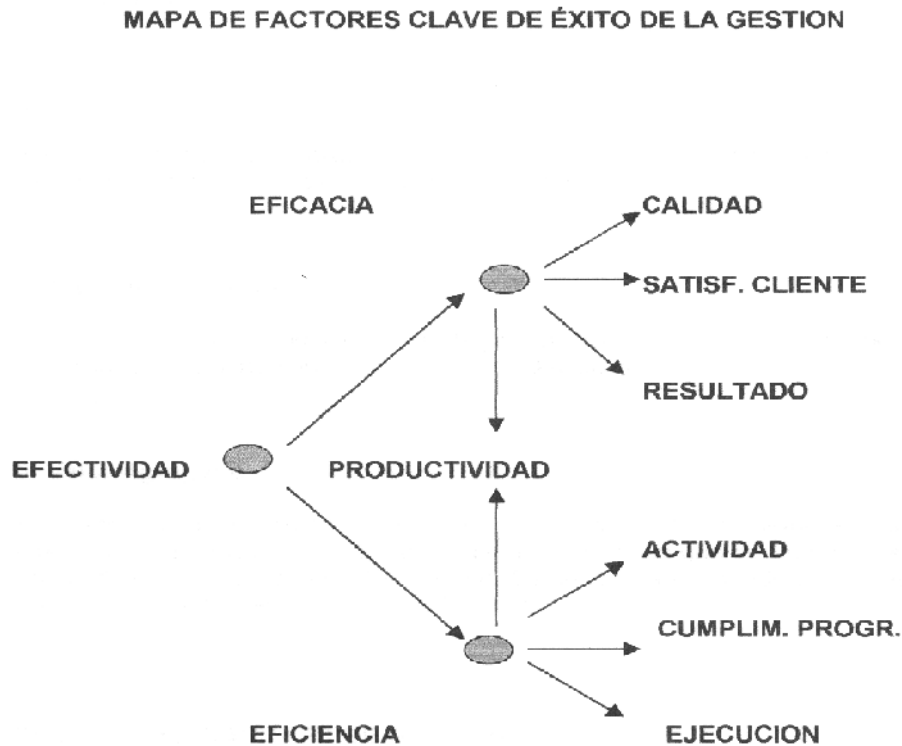 MAPA DE FACTORES CLAVE DE ÉXITO DE LA GESTION
EFICACIA
CALIDAD
SATISF. CLIENTE
RESULTADO
EFECTIVIDAD
PRODUCTIVIDAD
ACTIVIDAD
CUMPLIM. PROGR.
EFICIENCIA
EJECUCION